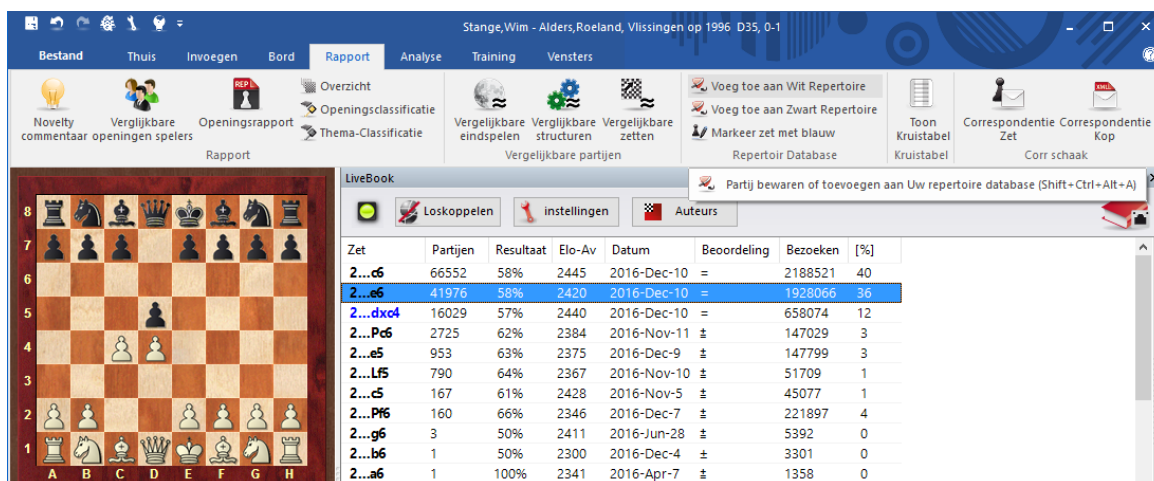 Stange,Wim - Alders,Roeland, Vlissingen op 1996 D35, 0-1
Bestand Thuis Invoegen Bord Rapport Analyse Training Vensters
Novelty commentaar
Verglijkbare openingen spelers
REP
Openingsrapport
Overzicht
Openingsclassificatie
Thema-Classificatie
Rapport
Vergelijkbare eindspelen
Vergelijkbare structuren
Vergelijkbare zetten
Vergelijkbare partijen
Voeg toe aan Wit Repertoire
Voeg toe aan Zwart Repertoire
Markeer zet met blauw
Repertoir Database
Toon Kruistabel
Kruistabel
Correspondentie Zet
Correspondentie Kop
Corr schaak
Partij bewaren of toevoegen aan Uw repertoire database (Shift+Ctrl+Alt+A)
LiveBook
Loskoppelen instellingen Auteurs
Zet Partijen Resultaat Elo-Av Datum Beoordeling Bezoeken [%]
2...c6 66552 58% 2445 2016-Dec-10 = 2188521 40
2...e6 41976 58% 2420 2016-Dec-10 = 1928066 36
2...dxc4 16029 57% 2440 2016-Dec-10 = 658074 12
2...Pc6 2725 62% 2384 2016-Nov-11 ± 147029 3
2...e5 953 63% 2375 2016-Dec-9 ± 147799 3
2...Lf5 790 64% 2367 2016-Nov-10 ± 51709 1
2...c5 167 61% 2428 2016-Nov-5 ± 45077 1
2...Pf6 160 66% 2346 2016-Dec-7 ± 221897 4
2...g6 3 50% 2411 2016-Jun-28 ± 5392 0
2...b6 1 50% 2300 2016-Dec-4 ± 3301 0
2...a6 1 100% 2341 2016-Apr-7 ± 1358 0
8
7
6
5
4
3
2
1
A B C D E F G H